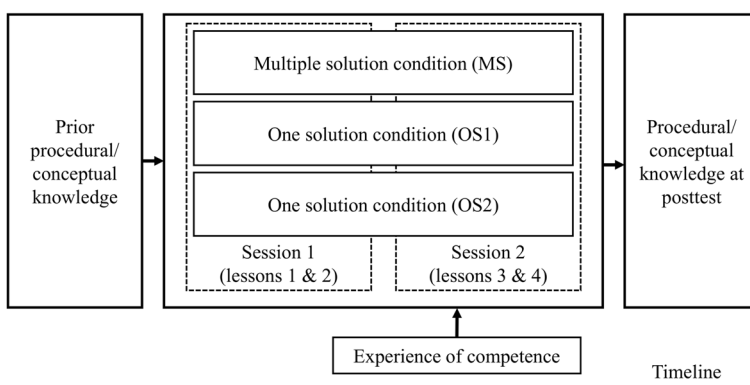 Prior
procedural/
conceptual
knowledge
Multiple solution condition (MS)
One solution condition (OS1)
One solution condition (OS2)
Session 1
(lessons 1 & 2)
Session 2
(lessons 3 & 4)
Procedural/
conceptual
knowledge at
posttest
Experience of competence
Timeline